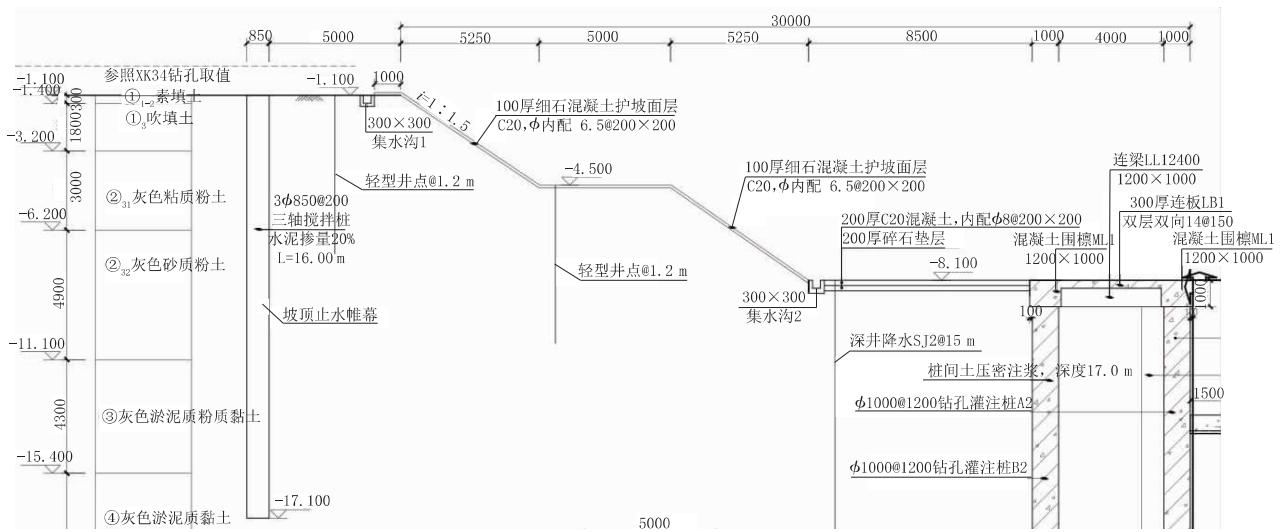 30000
850
5000
5250
5000
5250
8500
1000
4000
1000
参照XK34钻孔取值
-1.100
-1.400
1800
300
①₁₋₂素填土
①₃吹填土
-3.200
3000
②₃₁灰色粘质粉土
-6.200
②₃₂灰色砂质粉土
4900
-11.100
③灰色淤泥质粉质黏土
4300
-15.400
④灰色淤泥质黏土
-1.100
1000
300×300
集水沟1
轻型井点@1.2 m
3ϕ850@200
三轴搅拌桩
水泥掺量20%
L=16.00 m
坡顶止水帷幕
-17.100
i=1:1.5
100厚细石混凝土护坡面层
C20,ϕ内配 6.5@200×200
-4.500
轻型井点@1.2 m
100厚细石混凝土护坡面层
C20,ϕ内配 6.5@200×200
200厚C20混凝土,内配ϕ8@200×200
200厚碎石垫层
-8.100
300×300
集水沟2
连梁LL12400
1200×1000
300厚连板LB1
双层双向14@150
混凝土围檩ML1
1200×1000
混凝土围檩ML1
1200×1000
1000
100
深井降水SJ2@15 m
桩间土压密注浆，深度17.0 m
ϕ1000@1200钻孔灌注桩A2
1500
ϕ1000@1200钻孔灌注桩B2
5000